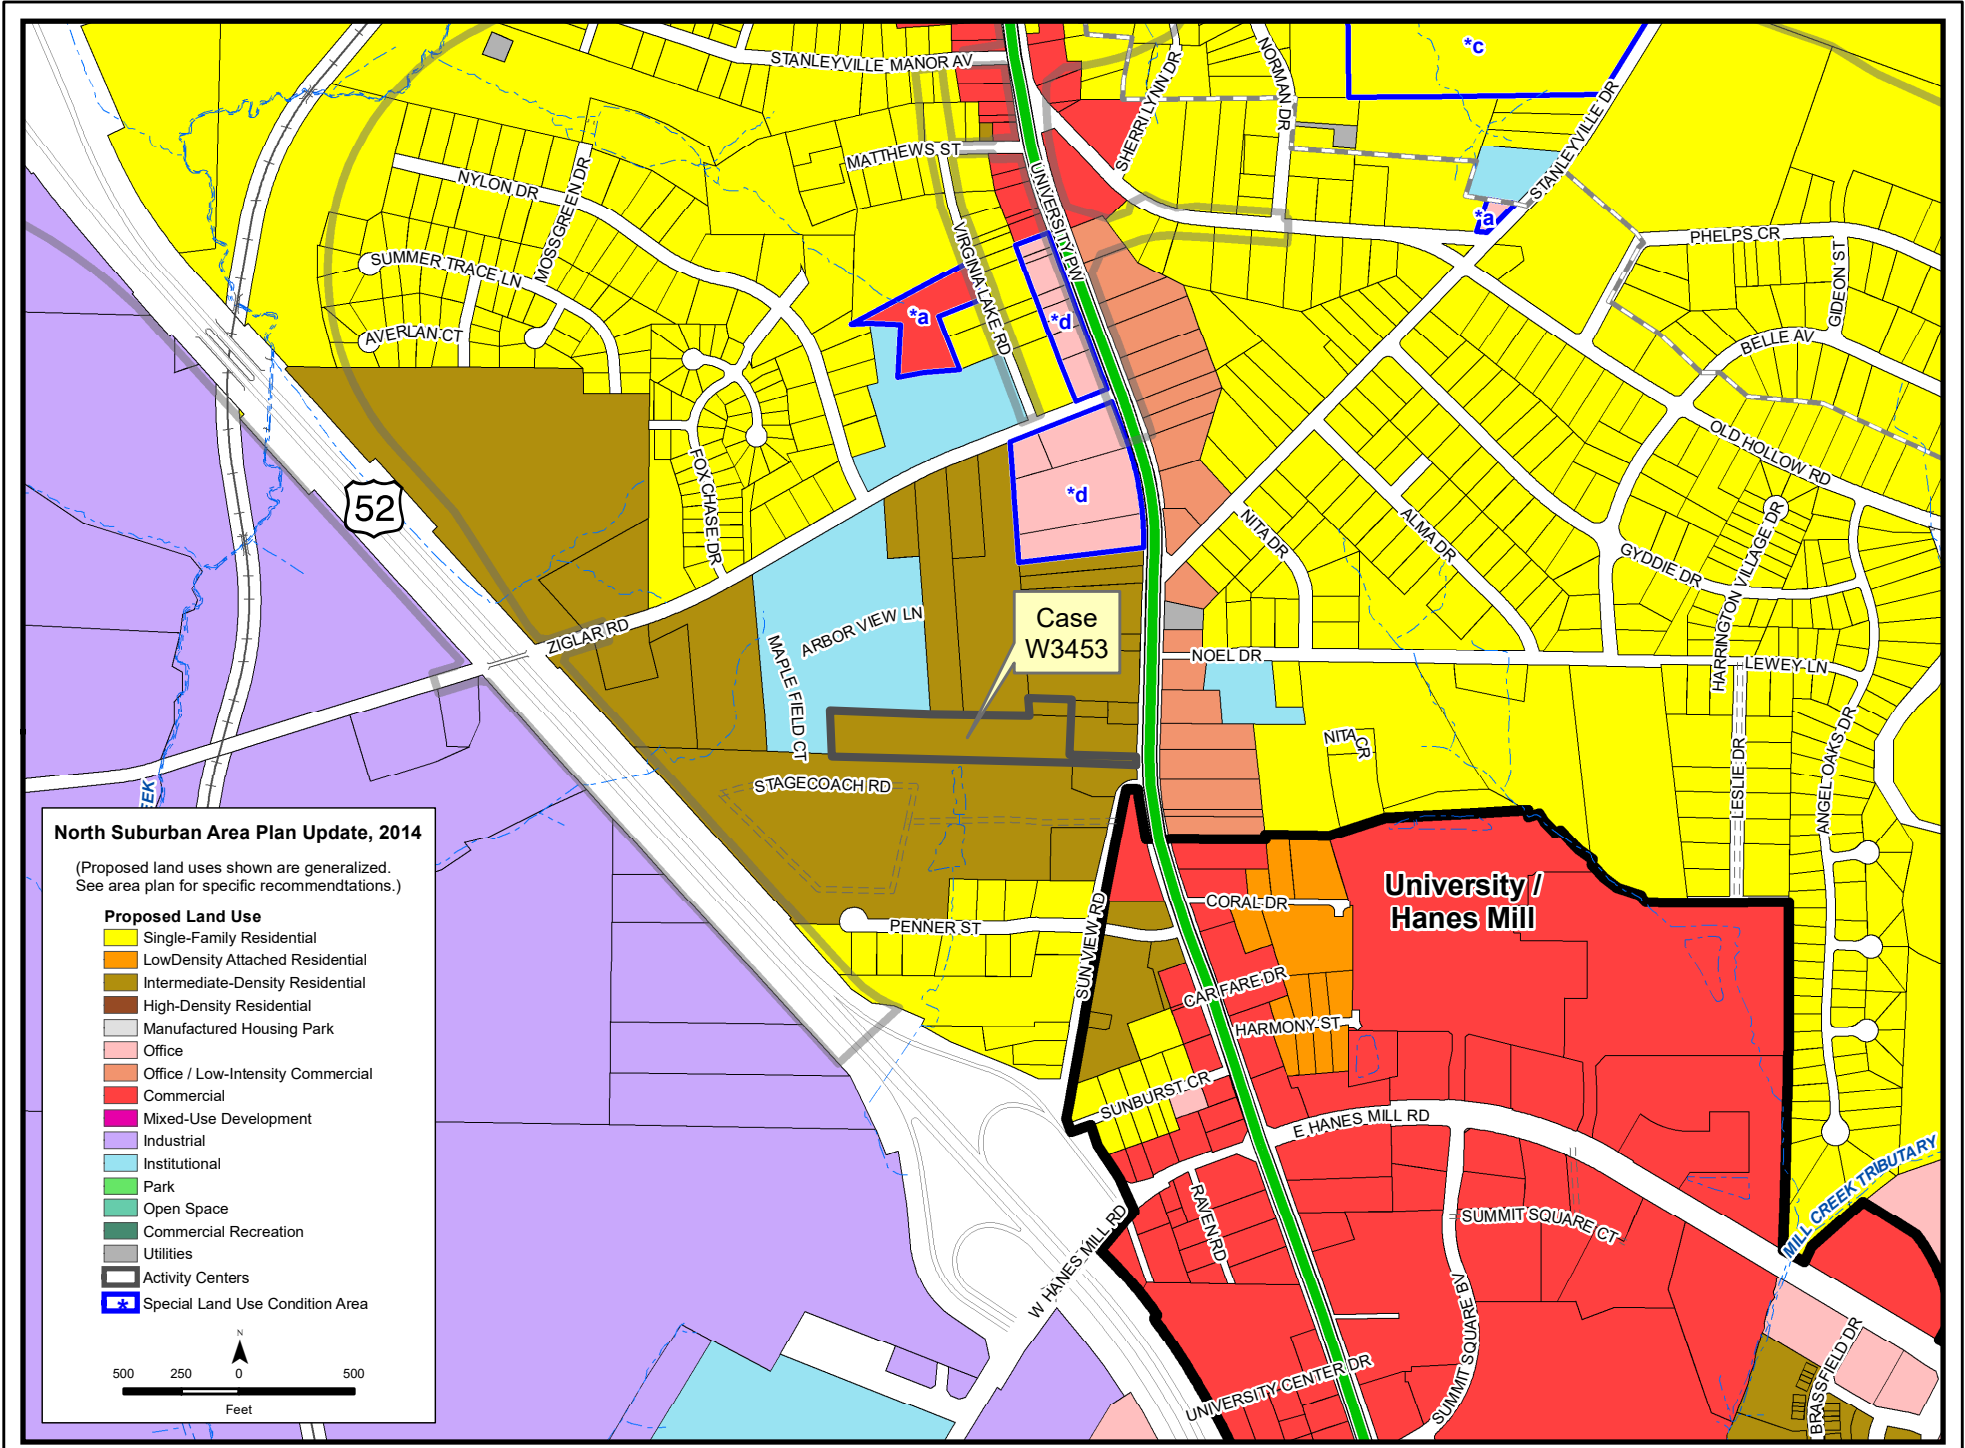 *c
STANLEYVILLE MANOR AV
SHERRILYNN DR
NORMAN DR
STANLEYVILLE DR
MATTHEWS ST
NYLON DR
MOSSGREEN DR
UNIVERSITY PW
*a
PHELPS CR
GIDEON ST
SUMMER TRACE LN
VIRGINIA LAKE RD
*a
*d
AVERLAN CT
BELLE AV
OLD HOLLOW RD
52
FOX CHASE DR
*d
NITA DR
ALMA DR
GYDDIE DR
HARRINGTON VILLAGE DR
Case
W3453
ZIGLAR RD
ARBOR VIEW LN
MAPLE FIELD CT
NOEL DR
LEWEY LN
NITA CR
LESLIE DR
ANGEL OAKS DR
STAGECOACH RD
EEK
University /
Hanes Mill
CORAL DR
PENNER ST
SUN VIEW RD
CAR FARE DR
HARMONY ST
SUNBURST CR
E HANES MILL RD
RAVEN RD
W HANES MILL RD
SUMMIT SQUARE CT
SUMMIT SQUARE BV
MILL CREEK TRIBUTARY
UNIVERSITY CENTER DR
BRASSFIELD DR
North Suburban Area Plan Update, 2014
(Proposed land uses shown are generalized.
See area plan for specific recommendtations.)
Proposed Land Use
Single-Family Residential
LowDensity Attached Residential
Intermediate-Density Residential
High-Density Residential
Manufactured Housing Park
Office
Office / Low-Intensity Commercial
Commercial
Mixed-Use Development
Industrial
Institutional
Park
Open Space
Commercial Recreation
Utilities
Activity Centers
* Special Land Use Condition Area
N
500 250 0 500
Feet